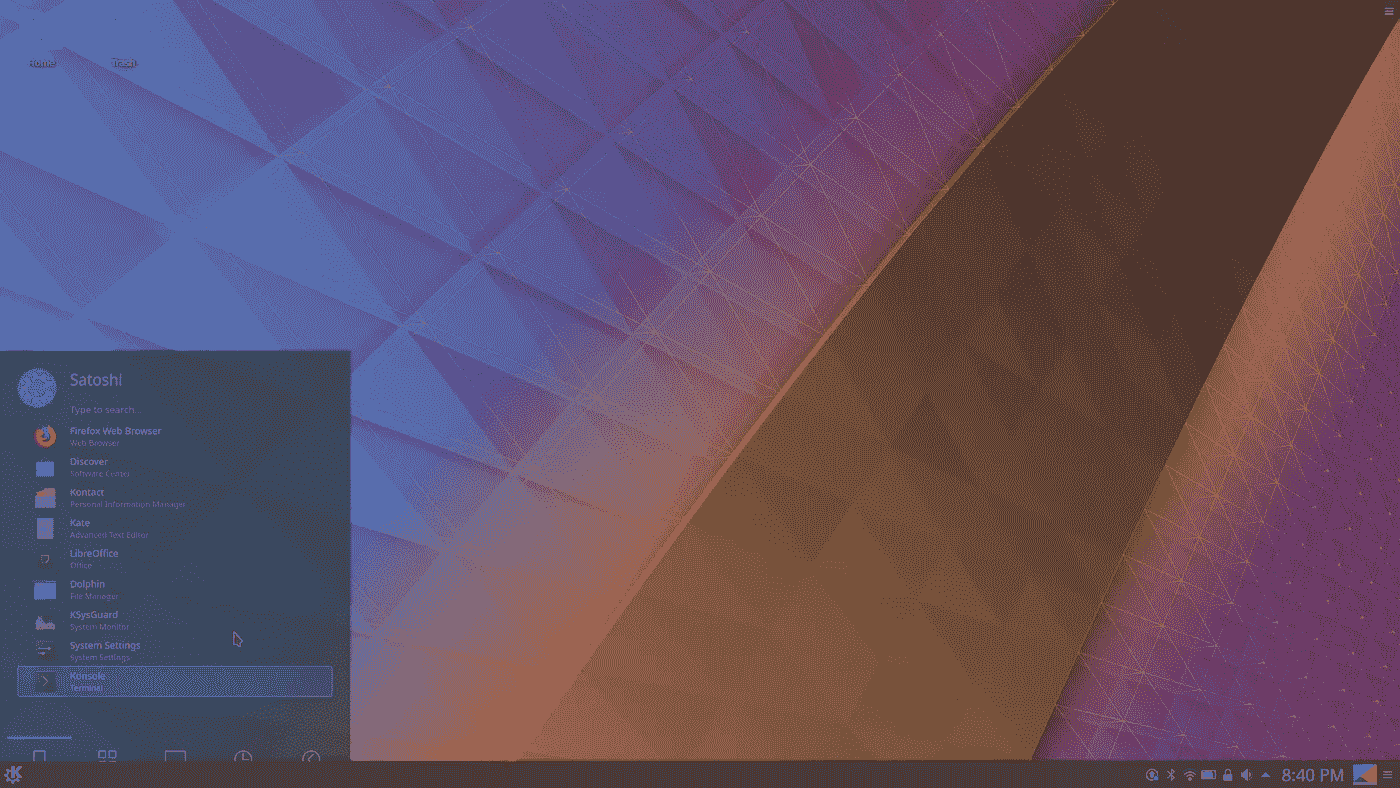 Home
Trash
Satoshi
Type to search...
Firefox Web Browser
Web Browser
Discover
Software Center
Kontact
Personal Information Manager
Kate
Advanced Text Editor
LibreOffice
Office
Dolphin
File Manager
KSysGuard
System Monitor
System Settings
System Settings
Konsole
Terminal
8:40 PM